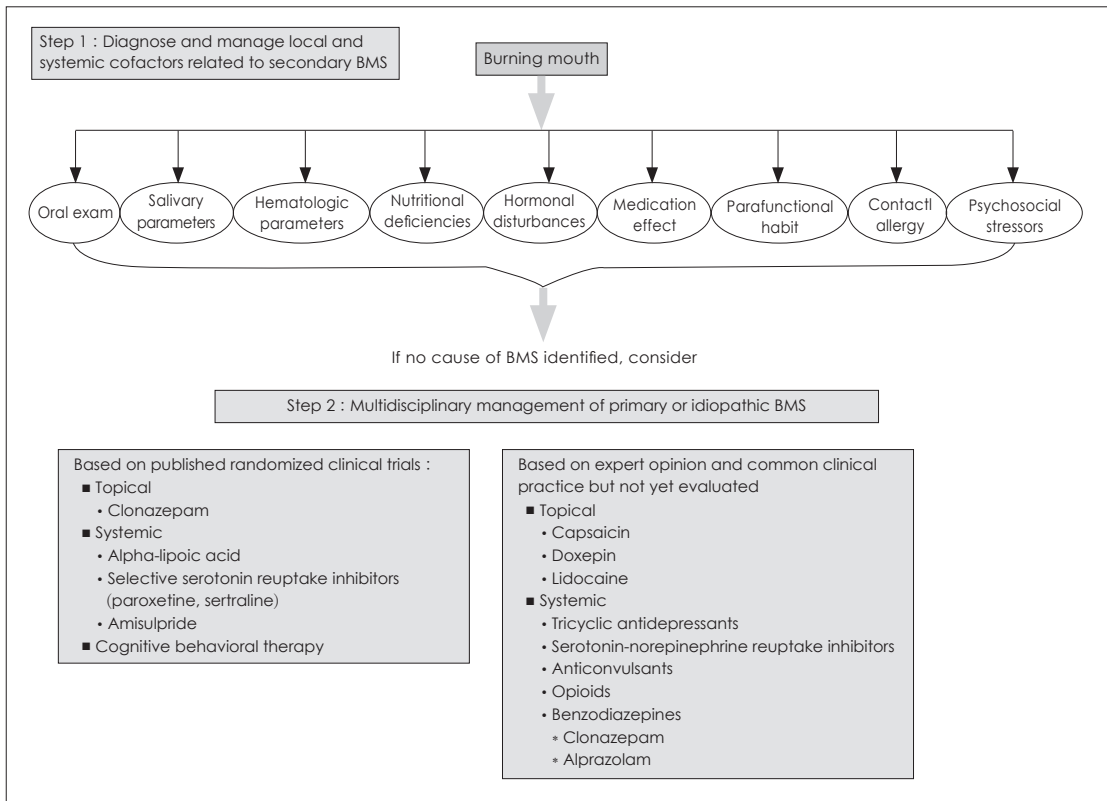 Step 1 : Diagnose and manage local and
systemic cofactors related to secondary BMS
Burning mouth
Oral exam
Salivary
parameters
Hematologic
parameters
Nutritional
deficiencies
Hormonal
disturbances
Medication
effect
Parafunctional
habit
Contactl
allergy
Psychosocial
stressors
If no cause of BMS identified, consider
Step 2 : Multidisciplinary management of primary or idiopathic BMS
Based on published randomized clinical trials :
■ Topical
• Clonazepam
■ Systemic
• Alpha-lipoic acid
• Selective serotonin reuptake inhibitors
(paroxetine, sertraline)
• Amisulpride
■ Cognitive behavioral therapy
Based on expert opinion and common clinical
practice but not yet evaluated
■ Topical
• Capsaicin
• Doxepin
• Lidocaine
■ Systemic
• Tricyclic antidepressants
• Serotonin-norepinephrine reuptake inhibitors
• Anticonvulsants
• Opioids
• Benzodiazepines
* Clonazepam
* Alprazolam